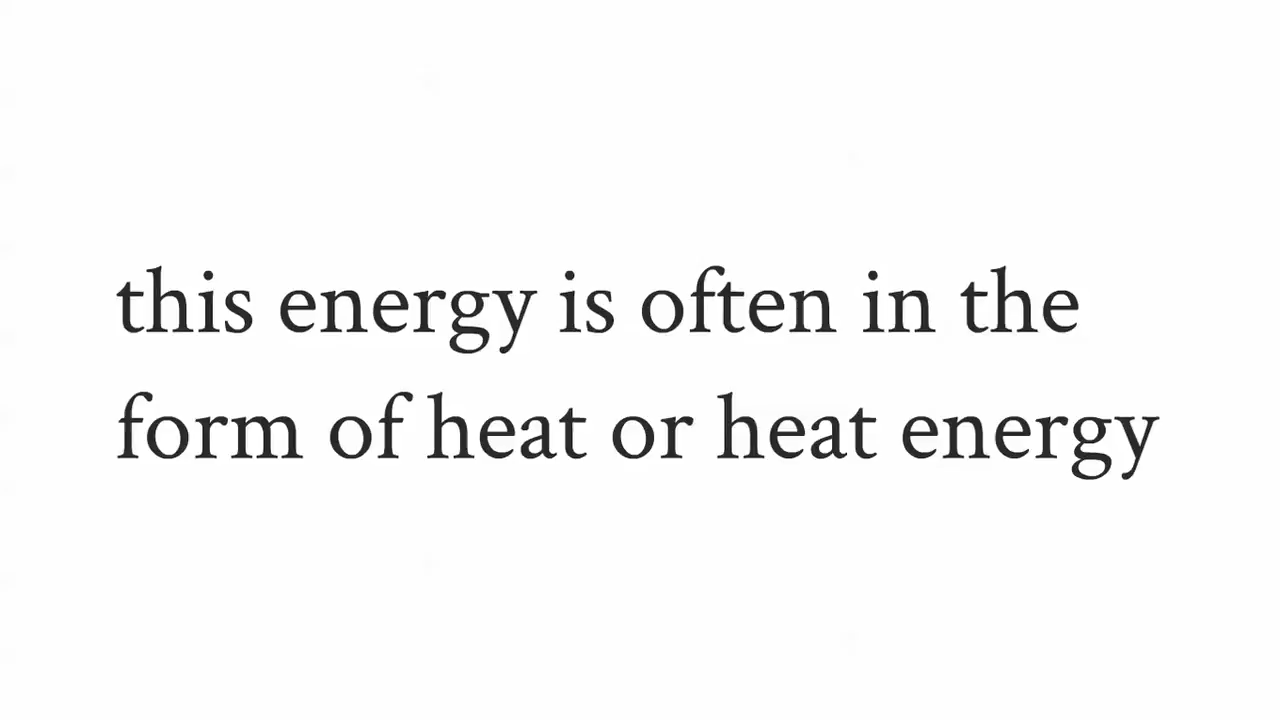 this energy is often in the
form of heat or heat energy